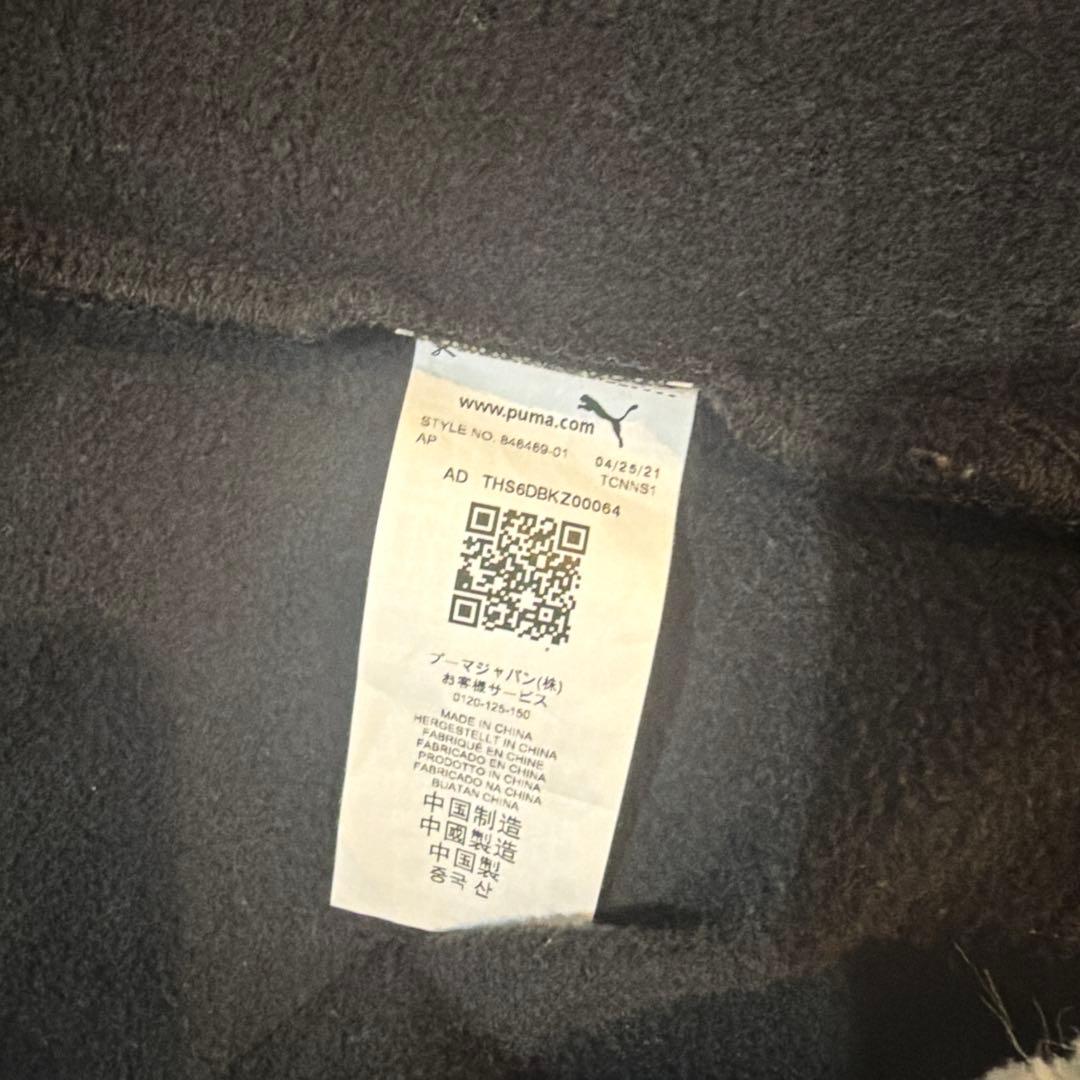 www.puma.com
STYLE NO. 848469-01 04/25/21
AP TCNNS1
AD THS6DBKZ00064
プーマジャパン(株)
お客様サービス
0120-125-150
MADE IN CHINA
HERGESTELLT IN CHINA
FABRIQUÉ EN CHINE
FABRICADO EN CHINA
PRODOTTO IN CHINA
FABRICADO NA CHINA
BUATAN CHINA
中国制造
中國製造
中国製
중국 산